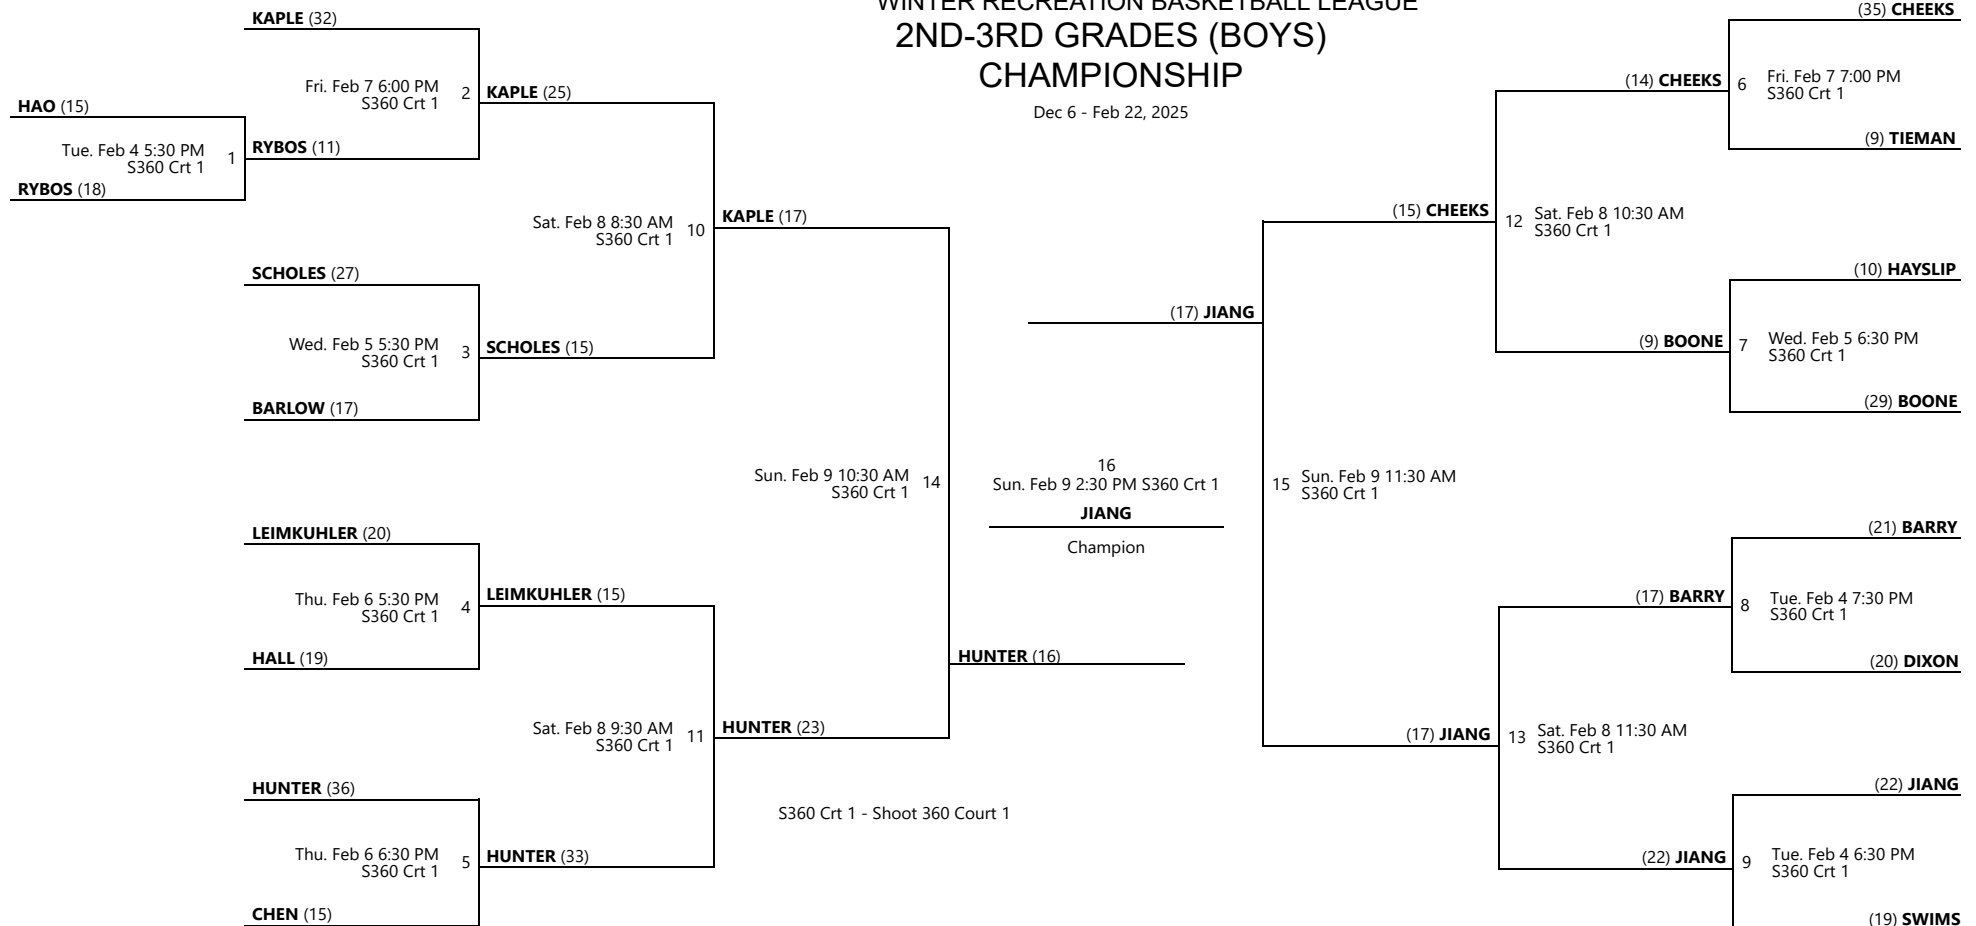 WINTER RECREATION BASKETBALL LEAGUE
2ND-3RD GRADES (BOYS)
CHAMPIONSHIP
Dec 6 - Feb 22, 2025
KAPLE (32)
Fri. Feb 7 6:00 PM
S360 Crt 1
2
KAPLE (25)
HAO (15)
Tue. Feb 4 5:30 PM
S360 Crt 1
1
RYBOS (11)
RYBOS (18)
Sat. Feb 8 8:30 AM
S360 Crt 1
10
KAPLE (17)
SCHOLES (27)
Wed. Feb 5 5:30 PM
S360 Crt 1
3
SCHOLES (15)
BARLOW (17)
Sun. Feb 9 10:30 AM
S360 Crt 1
14
LEIMKUHLER (20)
Thu. Feb 6 5:30 PM
S360 Crt 1
4
LEIMKUHLER (15)
HALL (19)
HUNTER (16)
Sat. Feb 8 9:30 AM
S360 Crt 1
11
HUNTER (23)
HUNTER (36)
Thu. Feb 6 6:30 PM
S360 Crt 1
5
HUNTER (33)
CHEN (15)
S360 Crt 1 - Shoot 360 Court 1
(17) JIANG
16
Sun. Feb 9 2:30 PM S360 Crt 1
JIANG
Champion
(35) CHEEKS
(14) CHEEKS
6
Fri. Feb 7 7:00 PM
S360 Crt 1
(9) TIEMAN
(15) CHEEKS
12
Sat. Feb 8 10:30 AM
S360 Crt 1
(10) HAYSLIP
(9) BOONE
7
Wed. Feb 5 6:30 PM
S360 Crt 1
(29) BOONE
15
Sun. Feb 9 11:30 AM
S360 Crt 1
(21) BARRY
(17) BARRY
8
Tue. Feb 4 7:30 PM
S360 Crt 1
(20) DIXON
(17) JIANG
13
Sat. Feb 8 11:30 AM
S360 Crt 1
(22) JIANG
(22) JIANG
9
Tue. Feb 4 6:30 PM
S360 Crt 1
(19) SWIMS